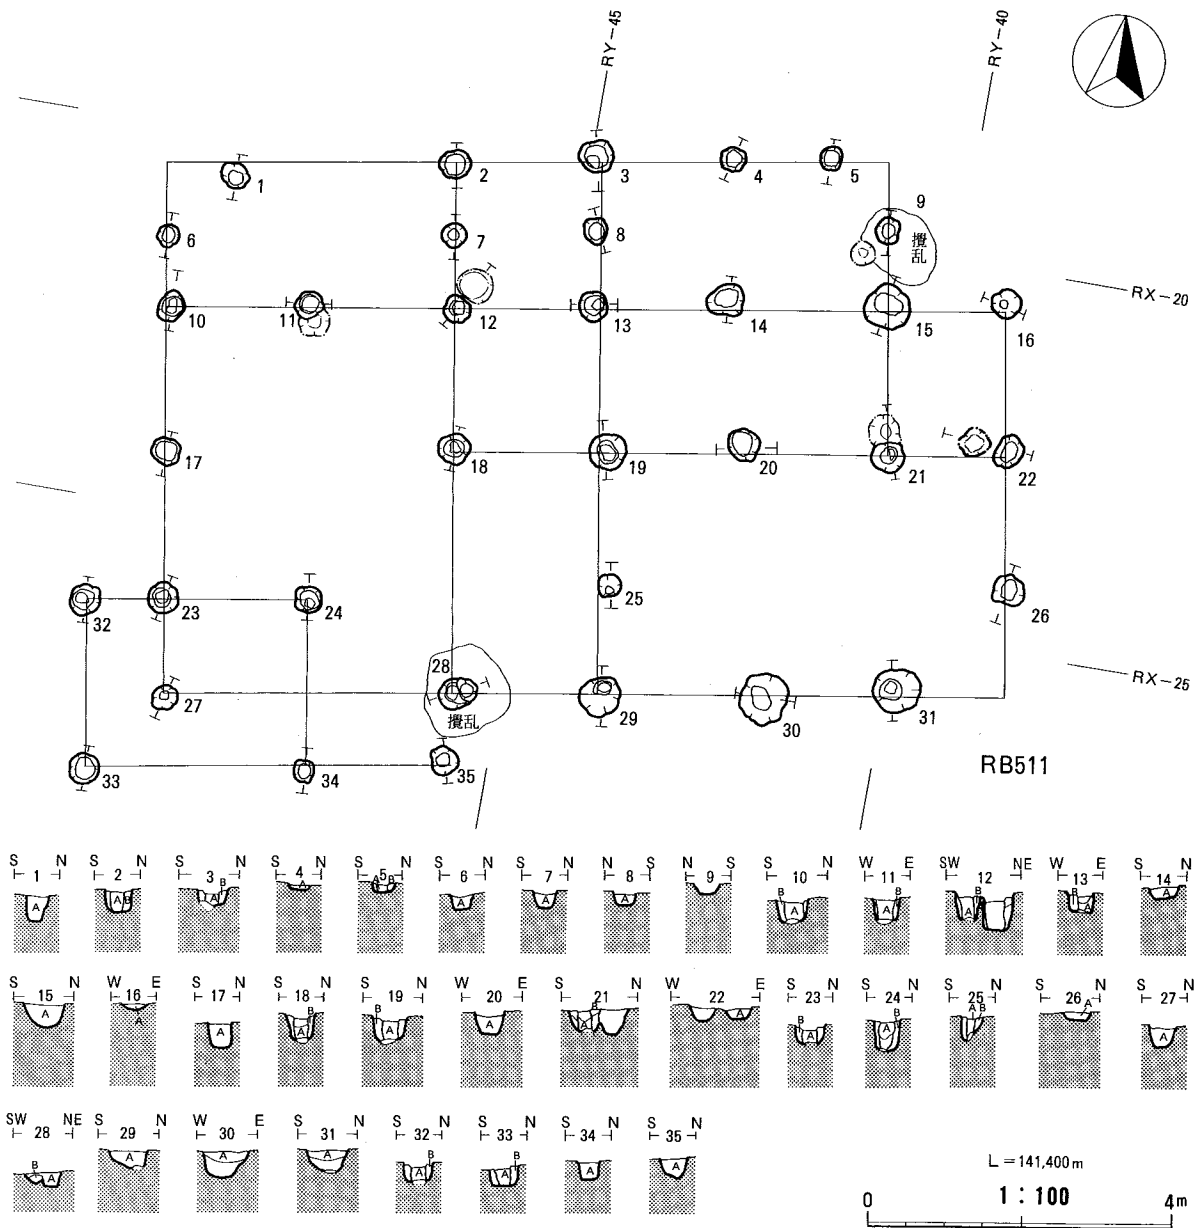 RY-45
RY-40
1
2
3
4
5
9
攪乱
6
7
8
RX-20
10
11
12
13
14
15
16
17
18
19
20
21
22
32
23
24
25
26
28
27
攪乱
29
30
31
RX-25
33
34
35
RB511
S 1 N
A
S 2 N
A B
S 3 N
A B
S 4 N
A
S 5 N
A B
S 6 N
A
S 7 N
A
N 8 S
A
N 9 S
S 10 N
B A
W 11 E
A B
SW 12 NE
A B
W 13 E
B A
S 14 N
A
S 15 N
A
W 16 E
A
S 17 N
A
S 18 N
A B
S 19 N
A B
W 20 E
A
S 21 N
A B
W 22 E
A
S 23 N
B A
S 24 N
A B
S 25 N
A B
S 26 N
A
S 27 N
A
SW 28 NE
B A
S 29 N
A
W 30 E
A
S 31 N
A
S 32 N
A B
S 33 N
A B
S 34 N
A
S 35 N
A
L=141,400m
1:100
0 4m